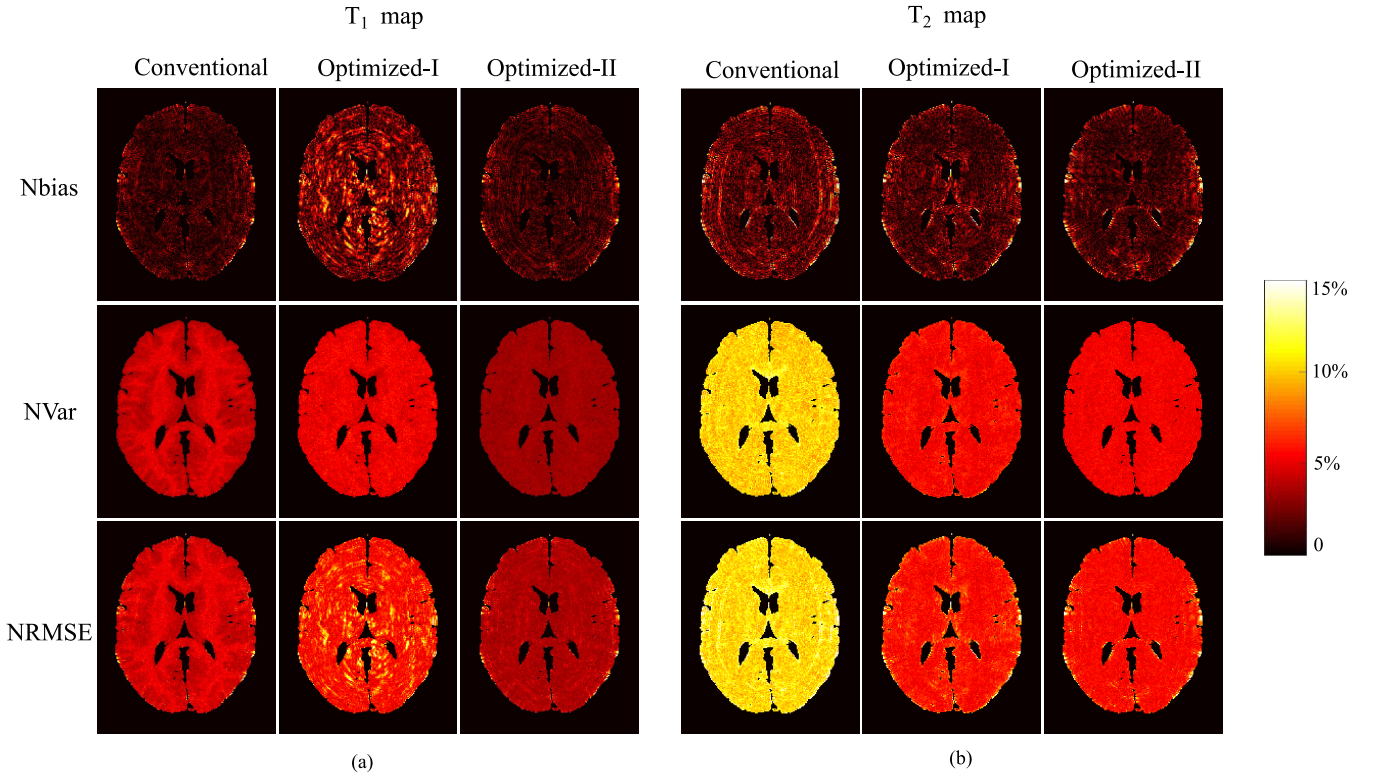 T₁ map
T₂ map
Conventional
Optimized-I
Optimized-II
Conventional
Optimized-I
Optimized-II
Nbias
NVar
NRMSE
15%
10%
5%
0
(a)
(b)